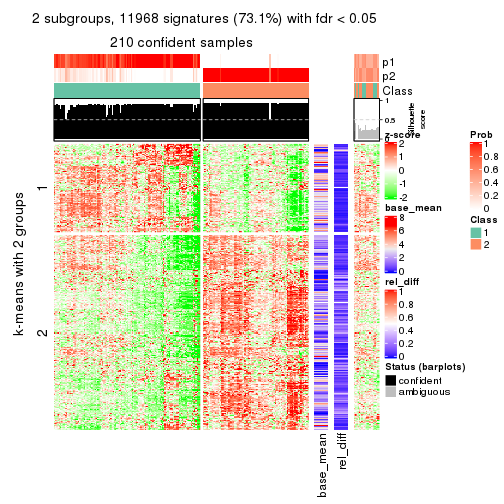 2 subgroups, 11968 signatures (73.1%) with fdr < 0.05
210 confident samples
p1
p2
Class
1
0.5
0
Silhouette
score
k-means with 2 groups
1
2
z-score
2
1
0
-1
-2
base_mean
8
6
4
2
0
rel_diff
1
0.8
0.6
0.4
0.2
0
Status (barplots)
confident
ambiguous
Prob
1
0.8
0.6
0.4
0.2
0
Class
1
2
base_mean
rel_diff